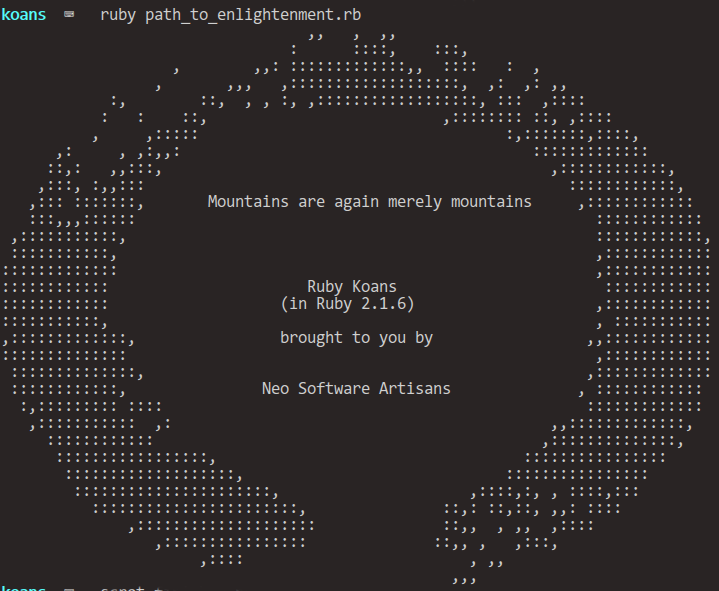 koans ⌨ ruby path_to_enlightenment.rb
Mountains are again merely mountains
Ruby Koans
(in Ruby 2.1.6)
brought to you by
Neo Software Artisans
koans